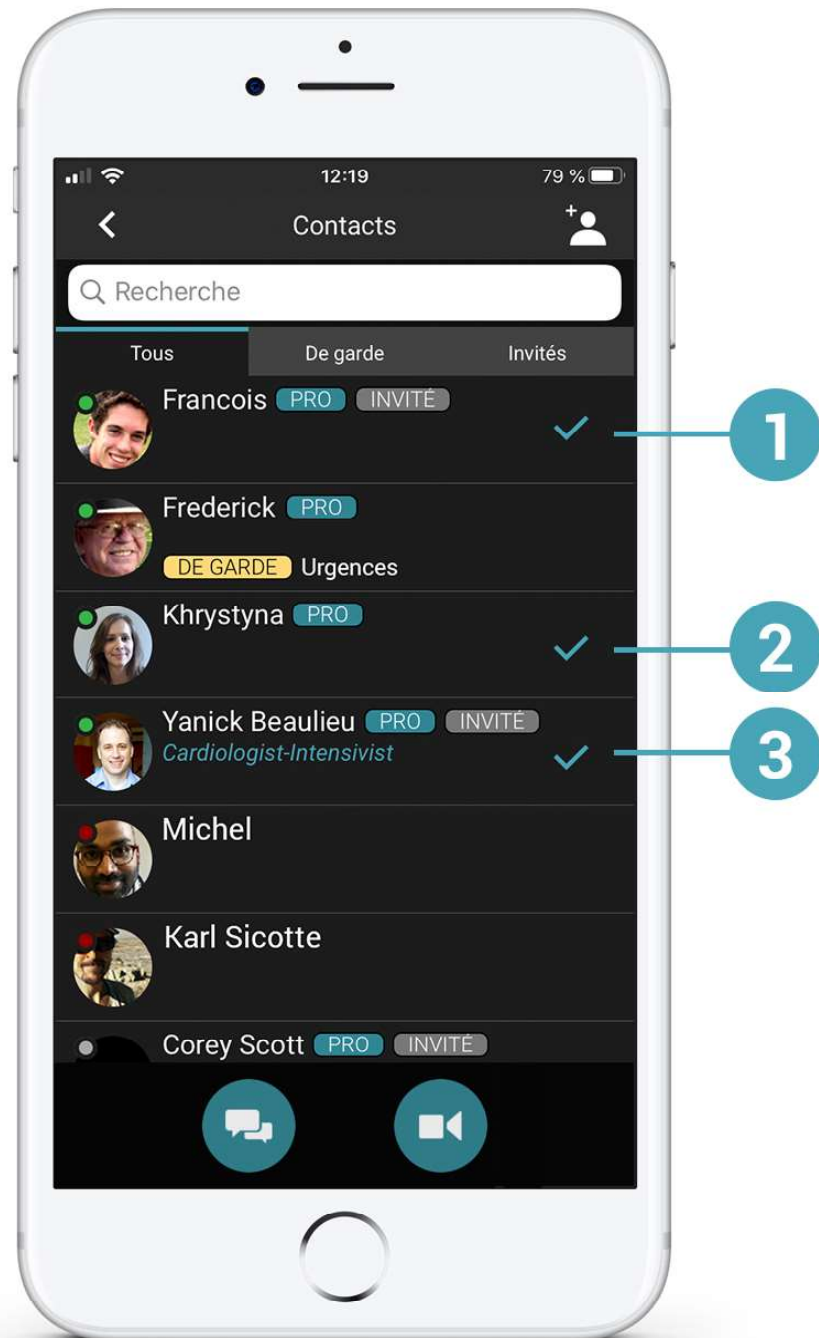 12:19
79 %
Contacts
Recherche
Tous De garde Invités
Francois PRO INVITÉ
1
Frederick PRO
DE GARDE Urgences
Khrystyna PRO
2
Yanick Beaulieu PRO INVITÉ
Cardiologist-Intensivist
3
Michel
Karl Sicotte
Corey Scott PRO INVITÉ